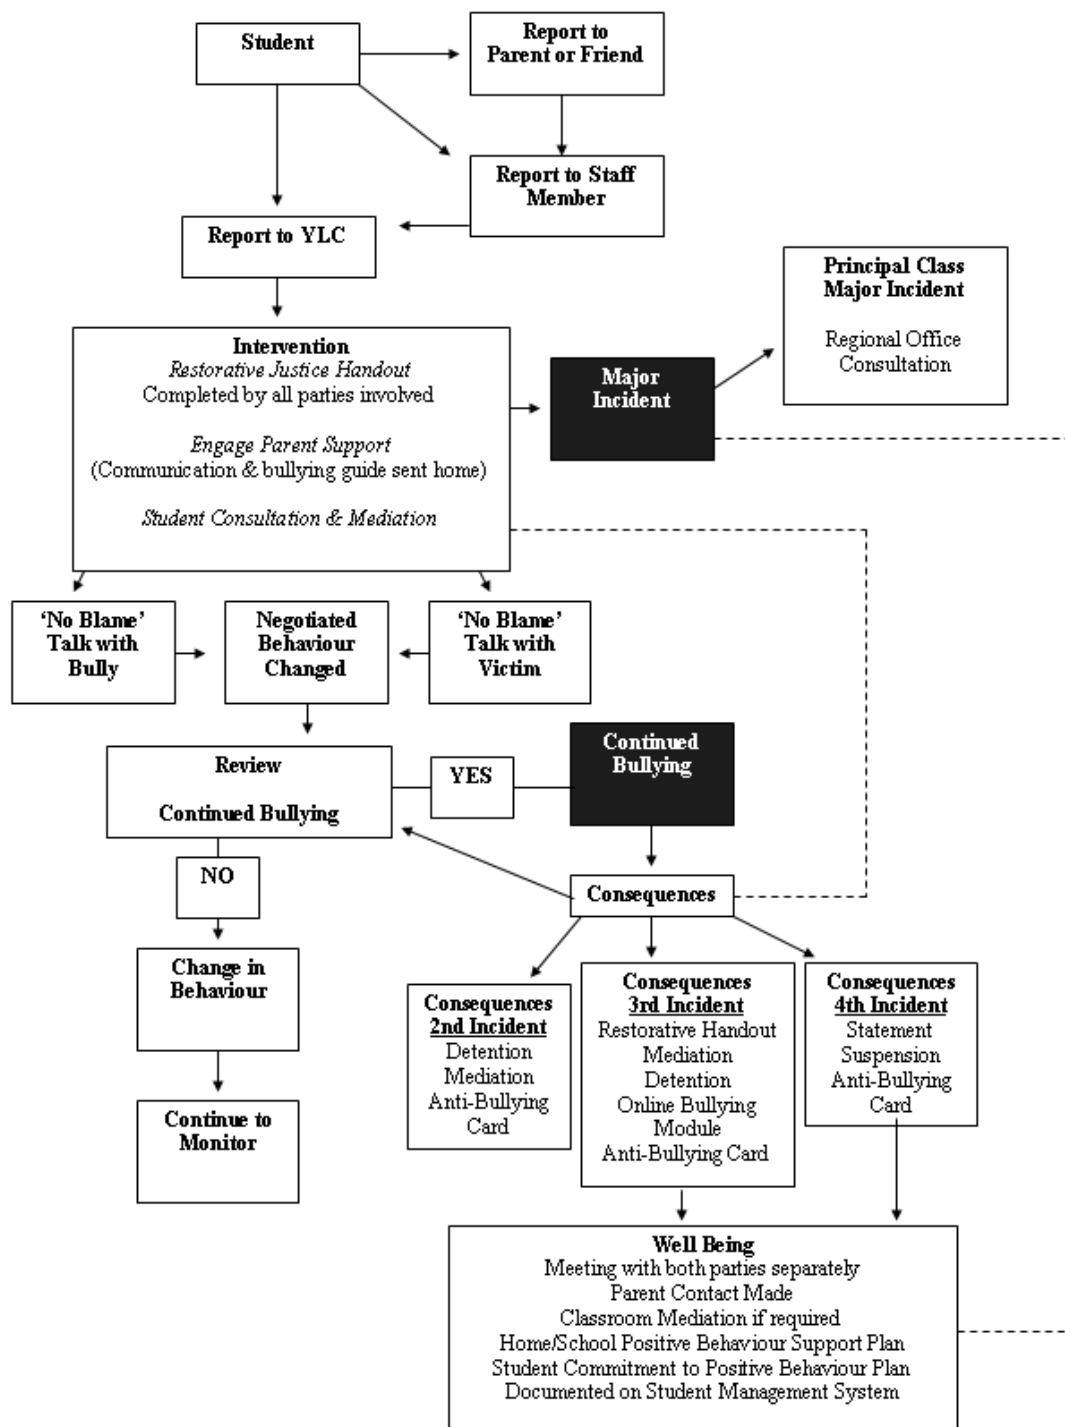 Student
Report to
Parent or Friend
Report to Staff
Member
Report to YLC
Principal Class
Major Incident
Regional Office
Consultation
Intervention
Restorative Justice Handout
Completed by all parties involved
Engage Parent Support
(Communication & bullying guide sent home)
Student Consultation & Mediation
Major
Incident
‘No Blame’
Talk with
Bully
Negotiated
Behaviour
Changed
‘No Blame’
Talk with
Victim
Review
Continued Bullying
YES
Continued
Bullying
NO
Consequences
Change in
Behaviour
Consequences
2nd Incident
Detention
Mediation
Anti-Bullying
Card
Consequences
3rd Incident
Restorative Handout
Mediation
Detention
Online Bullying
Module
Anti-Bullying Card
Consequences
4th Incident
Statement
Suspension
Anti-Bullying
Card
Continue to
Monitor
Well Being
Meeting with both parties separately
Parent Contact Made
Classroom Mediation if required
Home/School Positive Behaviour Support Plan
Student Commitment to Positive Behaviour Plan
Documented on Student Management System